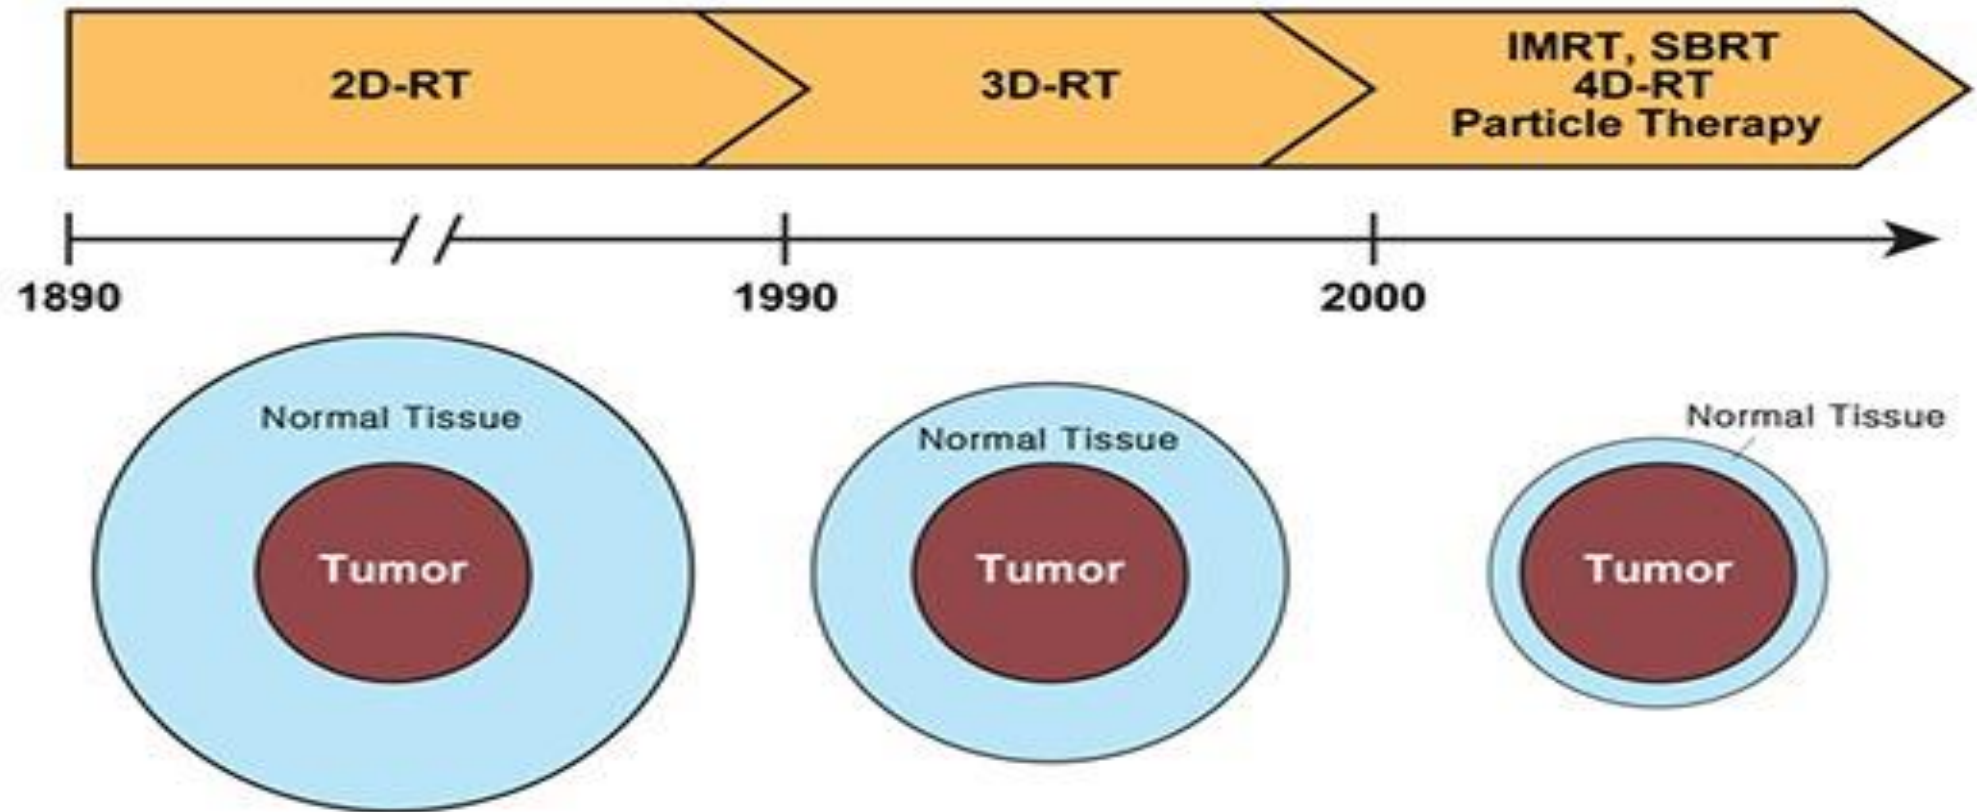 2D-RT
3D-RT
IMRT, SBRT
4D-RT
Particle Therapy
1890
1990
2000
Normal Tissue
Tumor
Normal Tissue
Tumor
Normal Tissue
Tumor